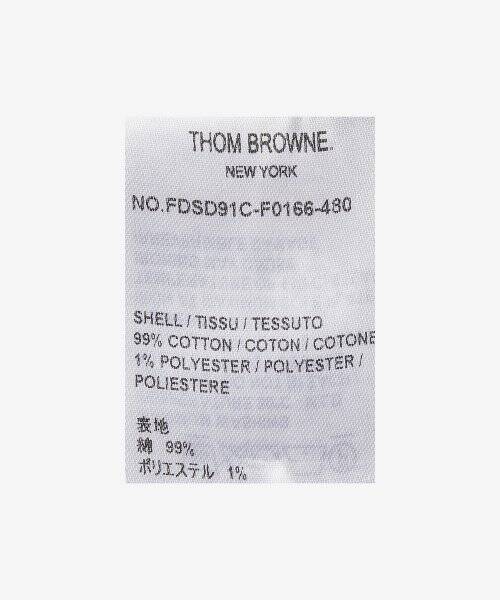 THOM BROWNE.
NEW YORK
NO.FDSD91C-F0166-480
SHELL / TISSU / TESSUTO
99% COTTON / COTON / COTONE
1% POLYESTER / POLYESTER /
POLIESTERE
表地
綿 99%
ポリエステル 1%